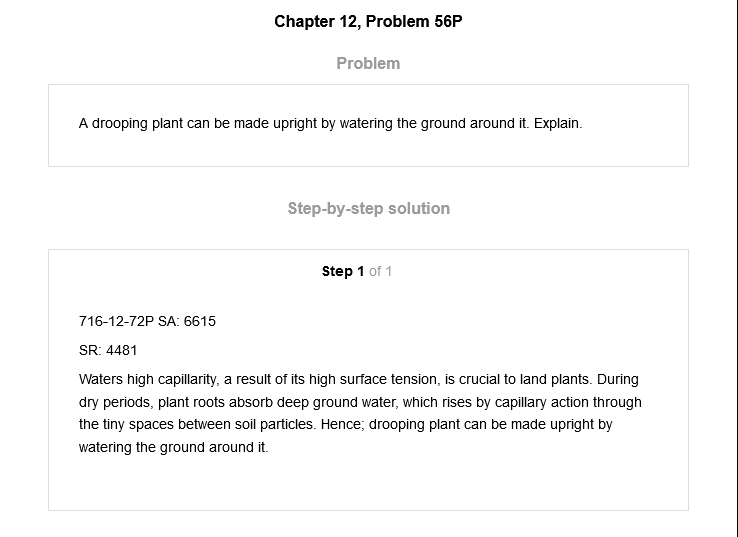 Chapter 12, Problem 56P
Problem
A drooping plant can be made upright by watering the ground around it. Explain.
Step-by-step solution
Step 1 of 1
716-12-72P SA: 6615
SR: 4481
Waters high capillarity, a result of its high surface tension, is crucial to land plants. During
dry periods, plant roots absorb deep ground water, which rises by capillary action through
the tiny spaces between soil particles. Hence; drooping plant can be made upright by
watering the ground around it.